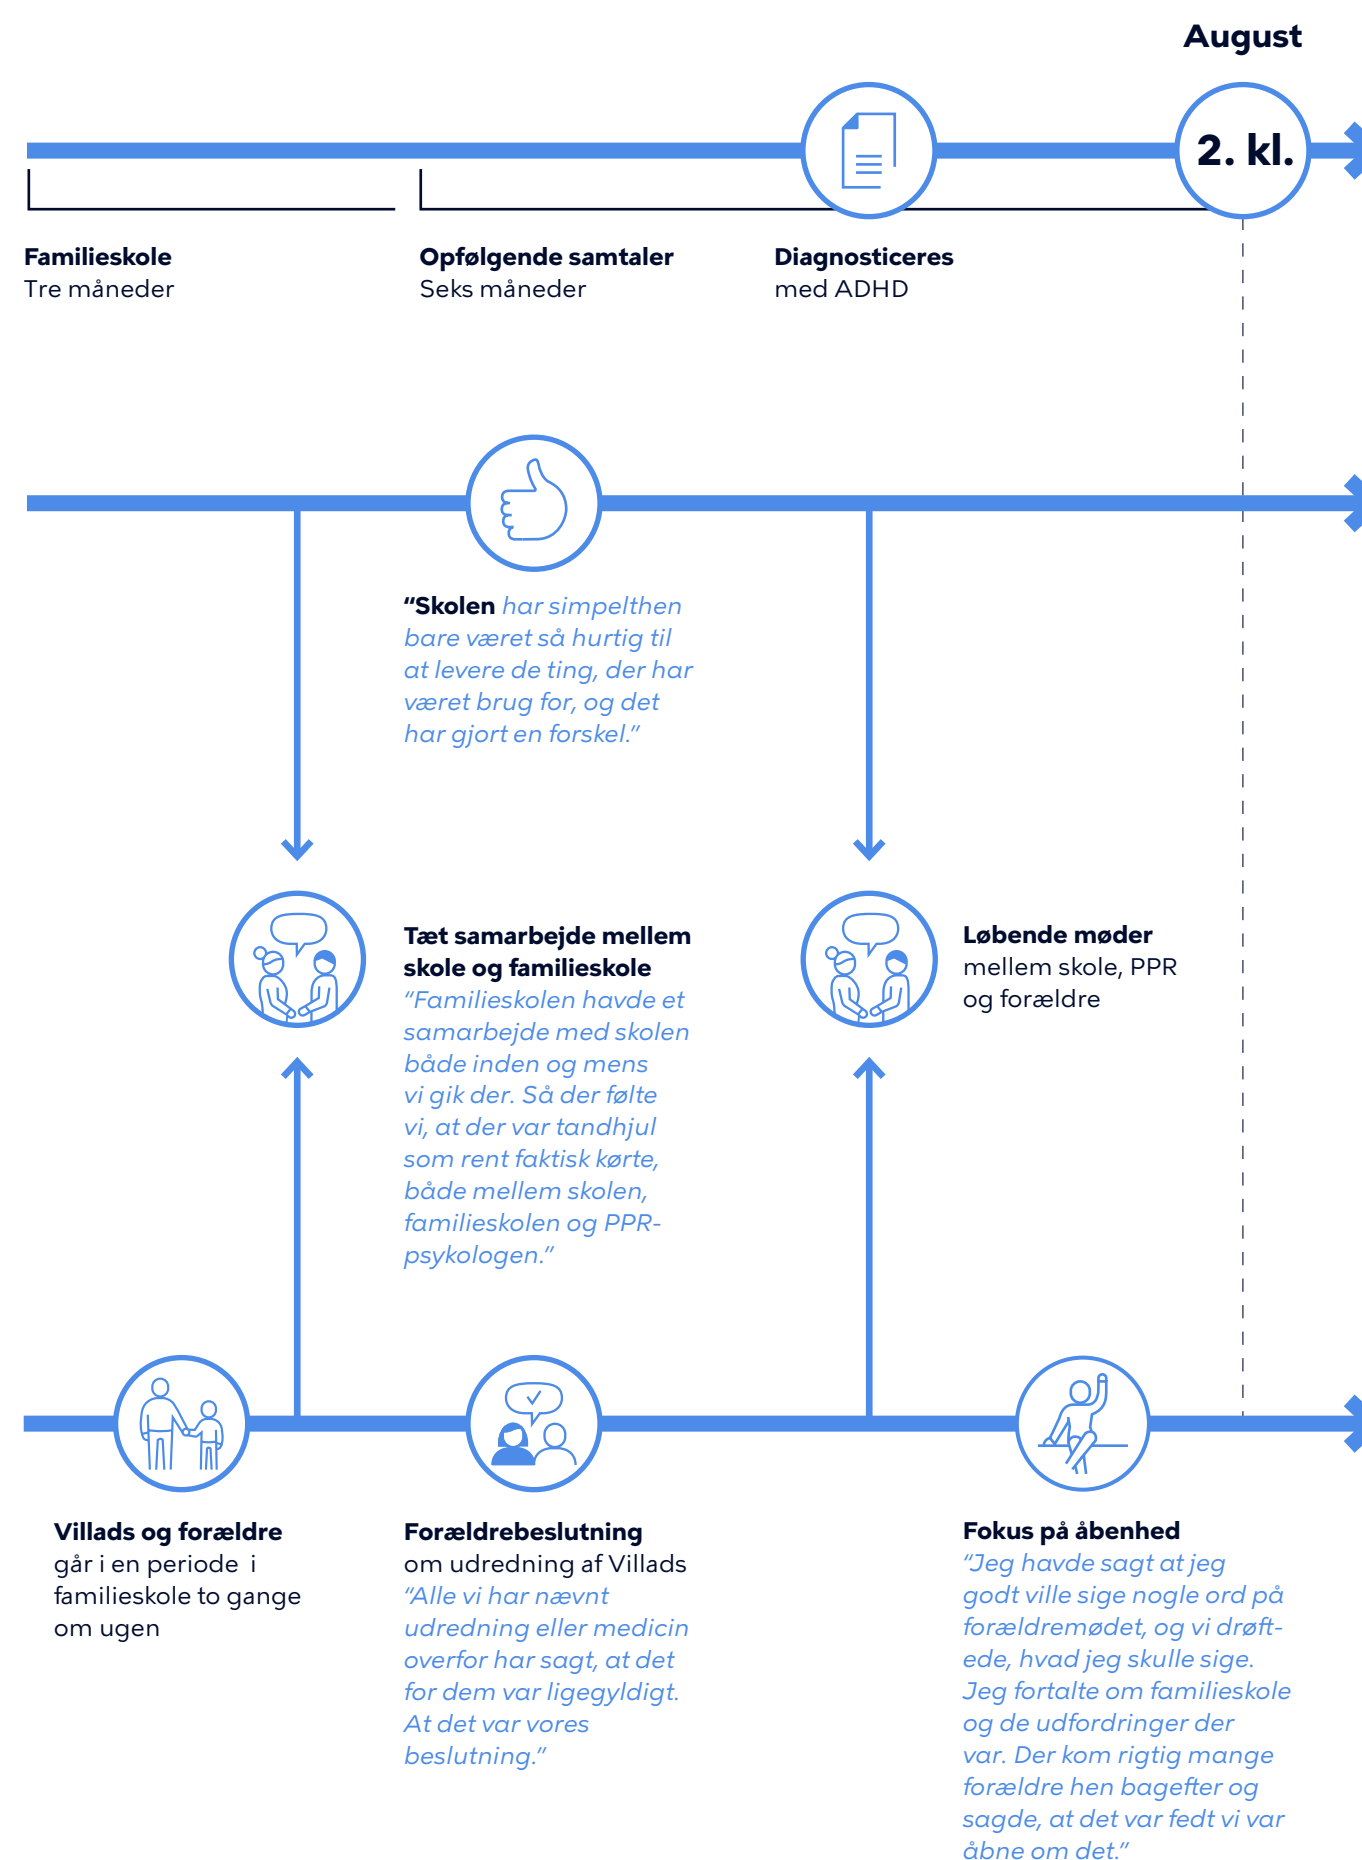 August
2. kl.
Familieskole
Tre måneder
Opfølgende samtaler
Seks måneder
Diagnosticeres
med ADHD
“Skolen har simpelthen
bare været så hurtig til
at levere de ting, der har
været brug for, og det
har gjort en forskel.”
Tæt samarbejde mellem
skole og familieskole
“Familieskolen havde et
samarbejde med skolen
både inden og mens
vi gik der. Så der følte
vi, at der var tandhjul
som rent faktisk kørte,
både mellem skolen,
familieskolen og PPR-
psykologen.”
Løbende møder
mellem skole, PPR
og forældre
Villads og forældre
går i en periode i
familieskole to gange
om ugen
Forældrebeslutning
om udredning af Villads
“Alle vi har nævnt
udredning eller medicin
overfor har sagt, at det
for dem var ligegyldigt.
At det var vores
beslutning.”
Fokus på åbenhed
“Jeg havde sagt at jeg
godt ville sige nogle ord på
forældremødet, og vi drøft-
ede, hvad jeg skulle sige.
Jeg fortalte om familieskole
og de udfordringer der
var. Der kom rigtig mange
forældre hen bagefter og
sagde, at det var fedt vi var
åbne om det.”